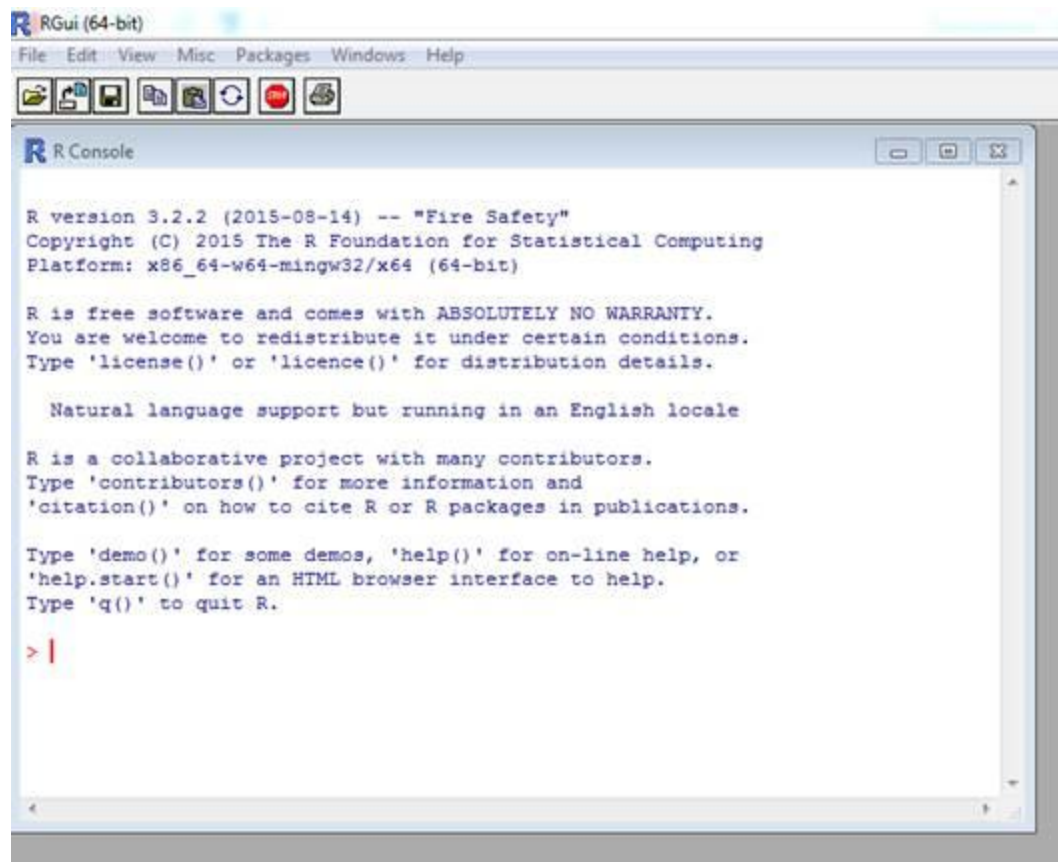 RGui (64-bit)
File Edit View Misc Packages Windows Help
STOP
R Console
R version 3.2.2 (2015-08-14) -- "Fire Safety"
Copyright (C) 2015 The R Foundation for Statistical Computing
Platform: x86_64-w64-mingw32/x64 (64-bit)
R is free software and comes with ABSOLUTELY NO WARRANTY.
You are welcome to redistribute it under certain conditions.
Type 'license()' or 'licence()' for distribution details.
Natural language support but running in an English locale
R is a collaborative project with many contributors.
Type 'contributors()' for more information and
'citation()' on how to cite R or R packages in publications.
Type 'demo()' for some demos, 'help()' for on-line help, or
'help.start()' for an HTML browser interface to help.
Type 'q()' to quit R.
>